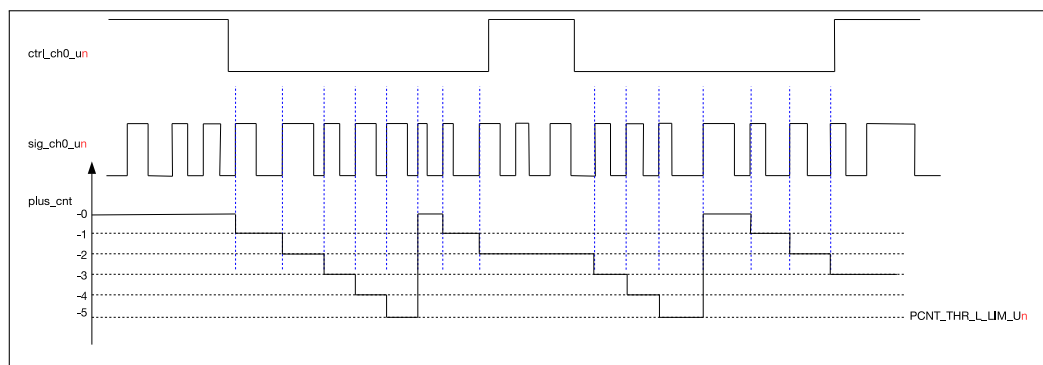 ctrl_ch0_un
sig_ch0_un
plus_cnt
-0
-1
-2
-3
-4
-5
PCNT_THR_L_LIM_Un